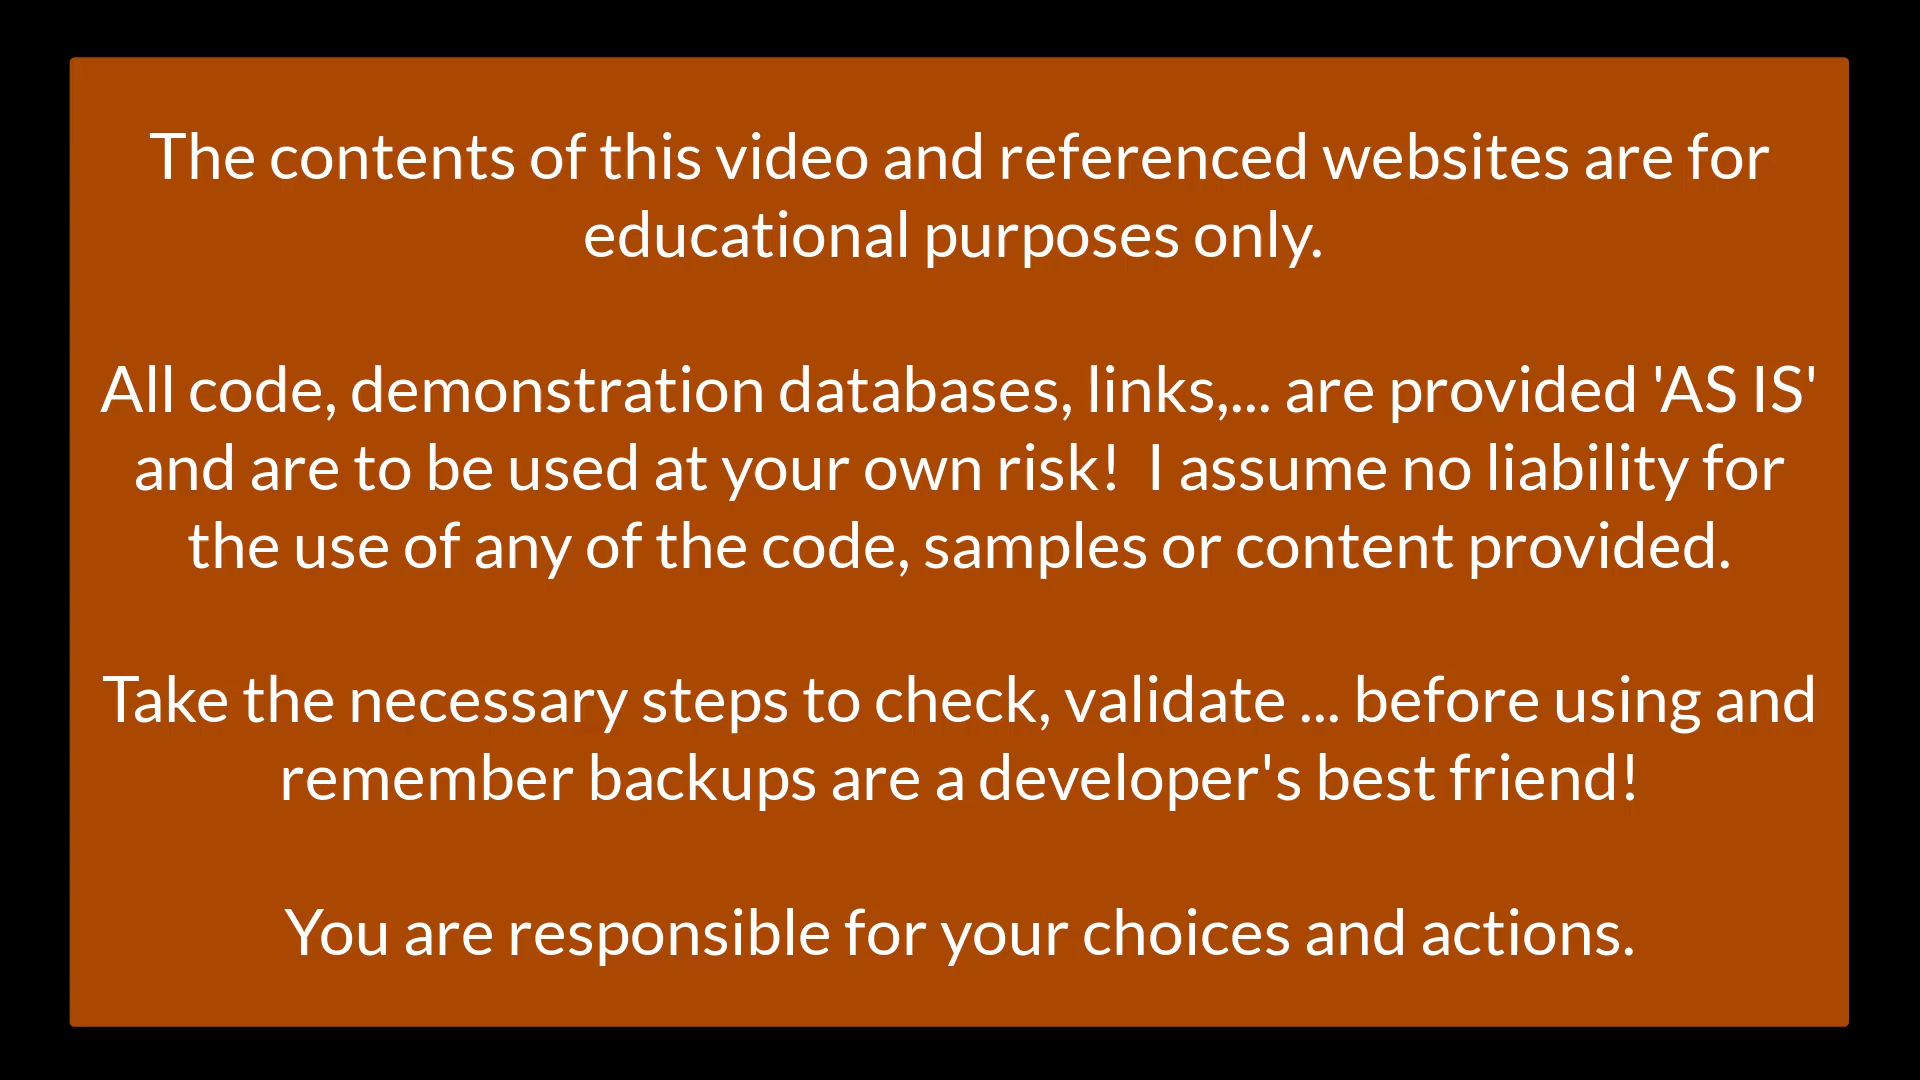 The contents of this video and referenced websites are for
educational purposes only.
All code, demonstration databases, links,... are provided 'AS IS'
and are to be used at your own risk!  I assume no liability for
the use of any of the code, samples or content provided.
Take the necessary steps to check, validate ... before using and
remember backups are a developer's best friend!
You are responsible for your choices and actions.